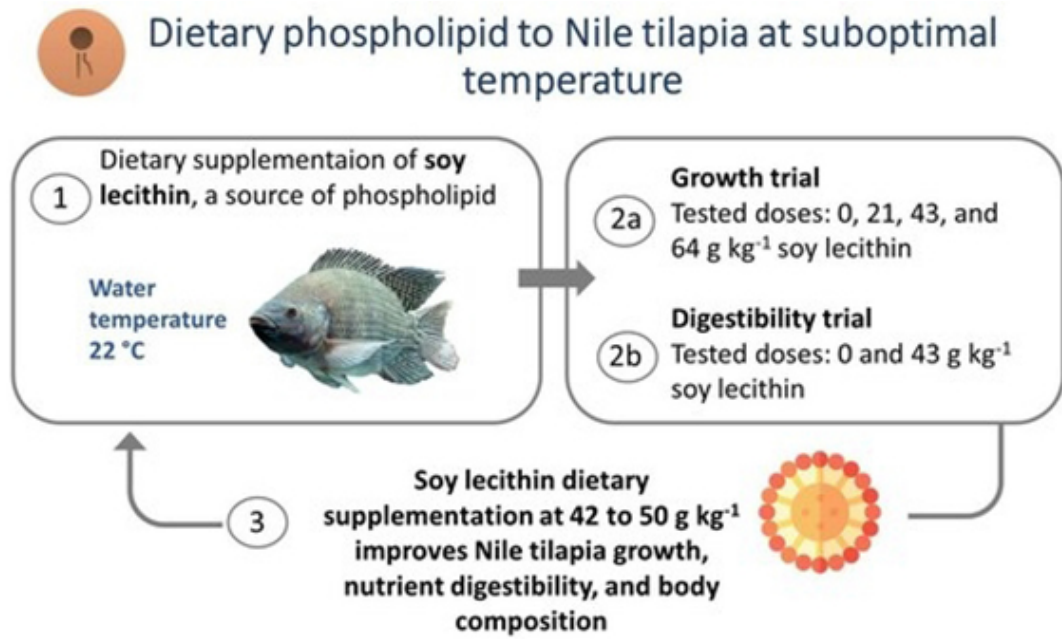 Dietary phospholipid to Nile tilapia at suboptimal
temperature
1
Dietary supplementaion of soy
lecithin, a source of phospholipid
Water
temperature
22 °C
2a
Growth trial
Tested doses: 0, 21, 43, and
64 g kg⁻¹ soy lecithin
2b
Digestibility trial
Tested doses: 0 and 43 g kg⁻¹
soy lecithin
3
Soy lecithin dietary
supplementation at 42 to 50 g kg⁻¹
improves Nile tilapia growth,
nutrient digestibility, and body
composition